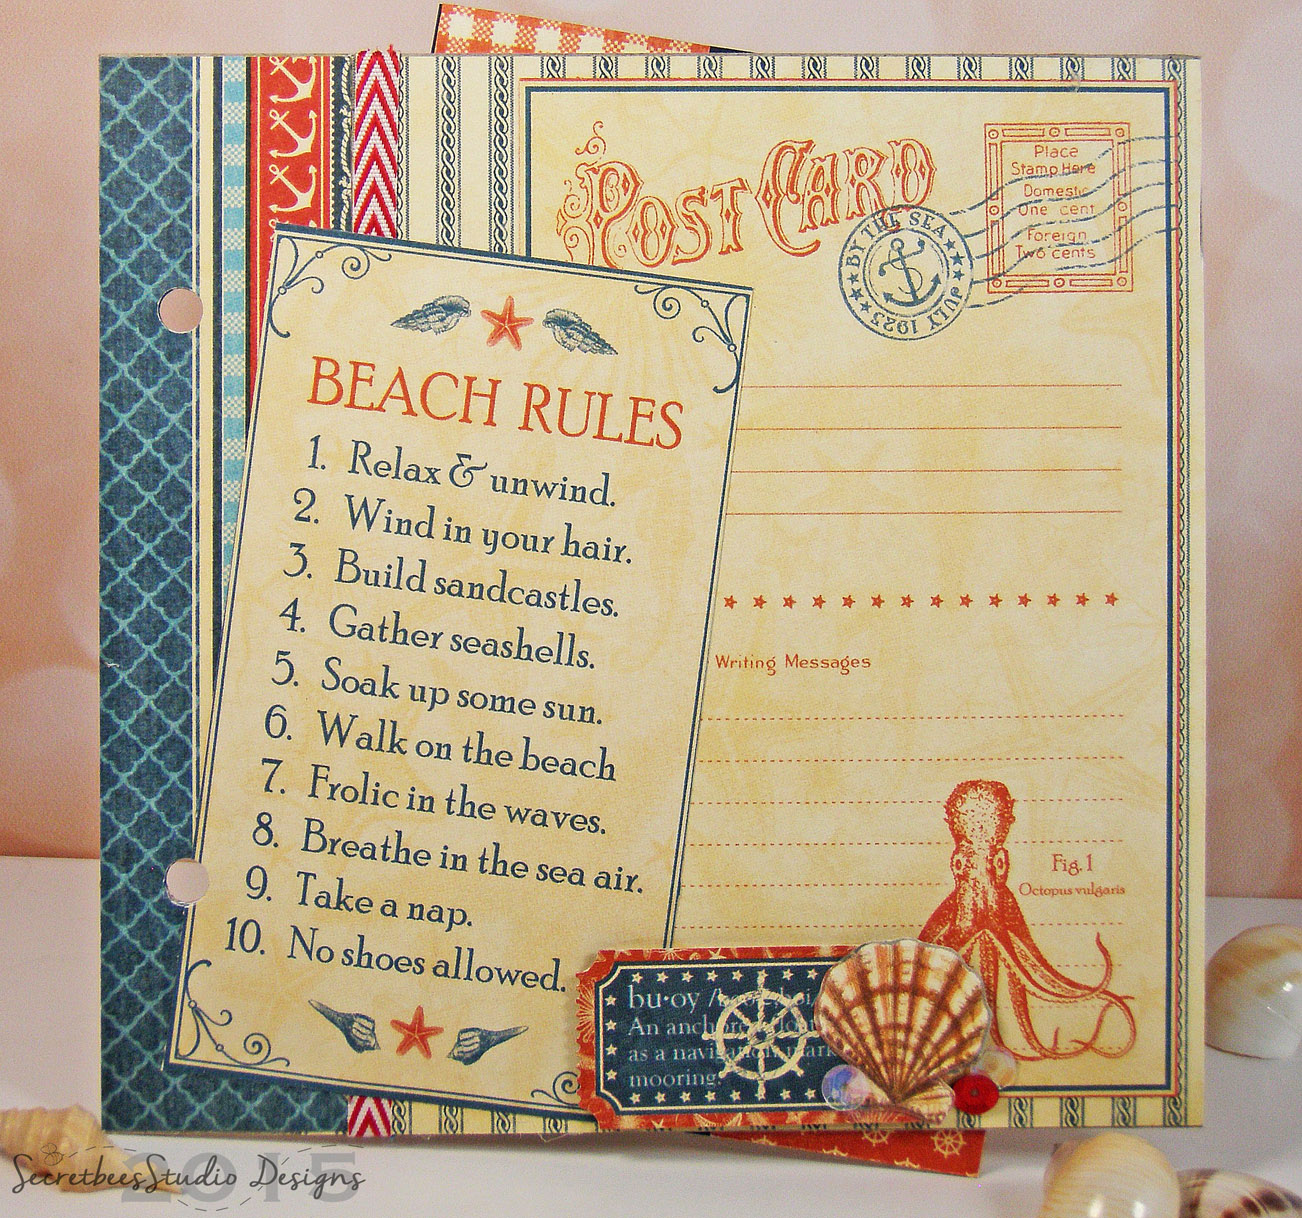 POST CARD
Place
Stamp Here
Domestic
One cent
Foreign
Two cents
BY THE SEA
JULY 1923
BEACH RULES
1. Relax & unwind.
2. Wind in your hair.
3. Build sandcastles.
4. Gather seashells.
5. Soak up some sun.
6. Walk on the beach
7. Frolic in the waves.
8. Breathe in the sea air.
9. Take a nap.
10. No shoes allowed.
Writing Messages
Fig. 1
Octopus vulgaris
bu•oy
An
as a navigation mark
mooring.
2015
SecretbeesStudio Designs